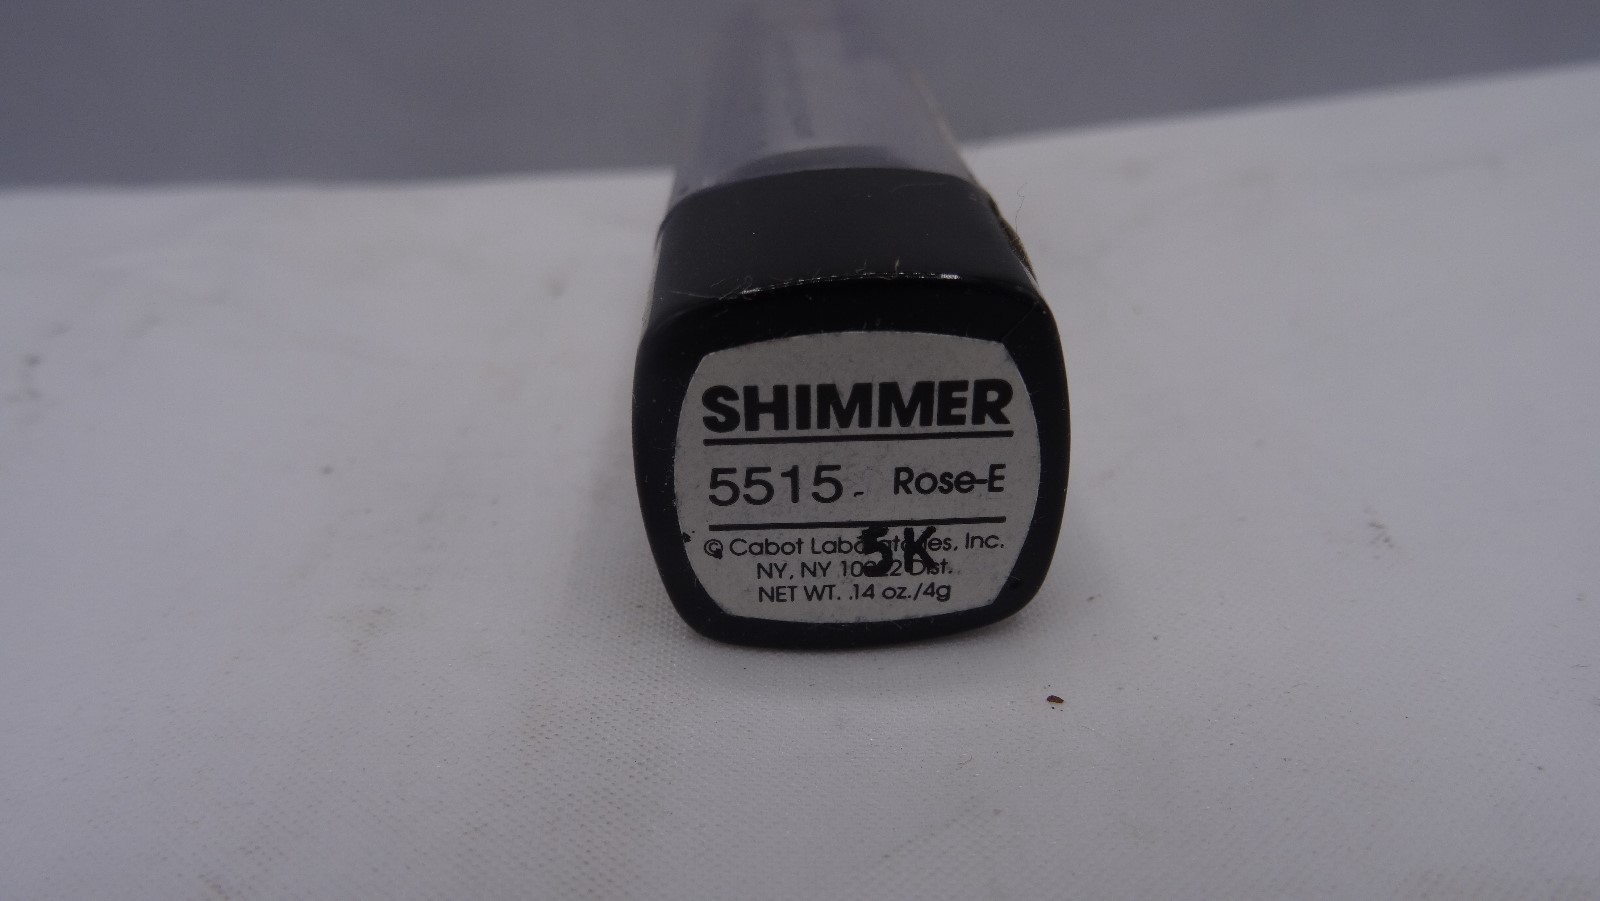 SHIMMER
5515- Rose-E
5K
© Cabot Laboratories, Inc.
NY, NY Dist.
NET WT. .14 oz./4g